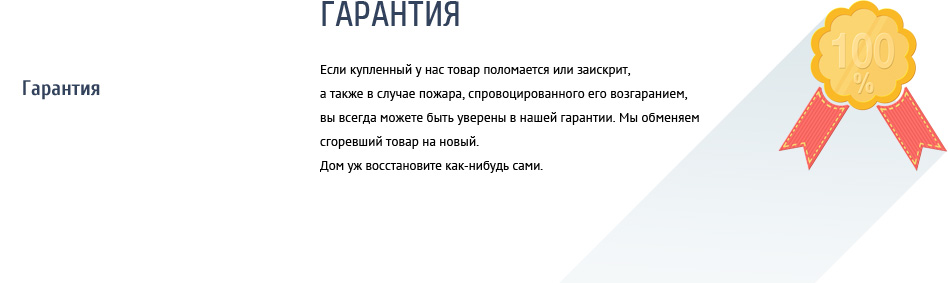 ГАРАНТИЯ
Гарантия
Если купленный у нас товар поломается или заискрит,
а также в случае пожара, спровоцированного его возгаранием,
вы всегда можете быть уверены в нашей гарантии. Мы обменяем
сгоревший товар на новый.
Дом уж восстановите как-нибудь сами.
100
%